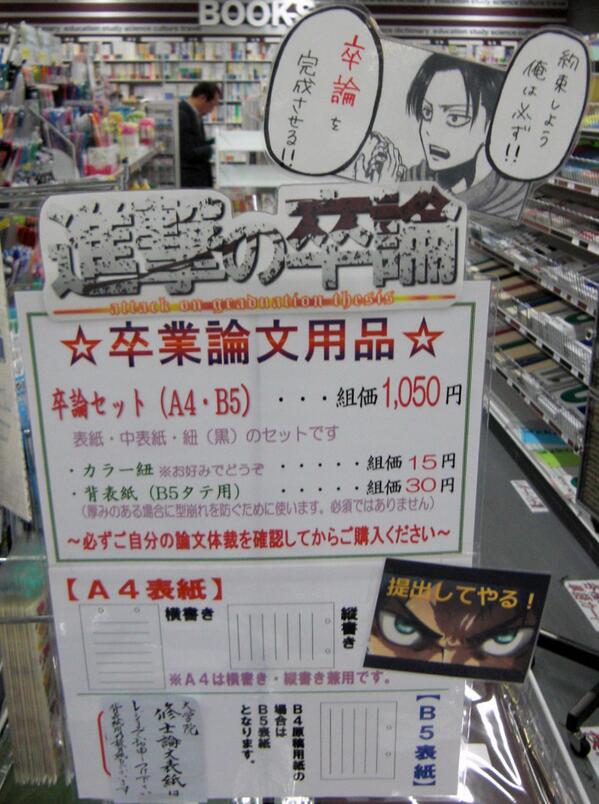 BOOKS
約束しよう
俺は必ず!!
卒論を
完成させる!!
進撃の卒論
attack on graduation thesis
☆卒業論文用品☆
卒論セット（A4・B5） ・・・組価1,050円
表紙・中表紙・紐（黒）のセットです
・カラー紐 ※お好みでどうぞ ・・・・・組価15円
・背表紙（B5タテ用） ・・・・・組価30円
（厚みのある場合に型崩れを防ぐために使います。必須ではありません）
～必ずご自分の論文体裁を確認してからご購入ください～
提出してやる！
【A4表紙】
横書き
縦書き
※A4は横書き・縦書き兼用です。
【B5表紙】
B4原稿用紙の
場合は
B5表紙
となります。
大学院
修士論文表紙は